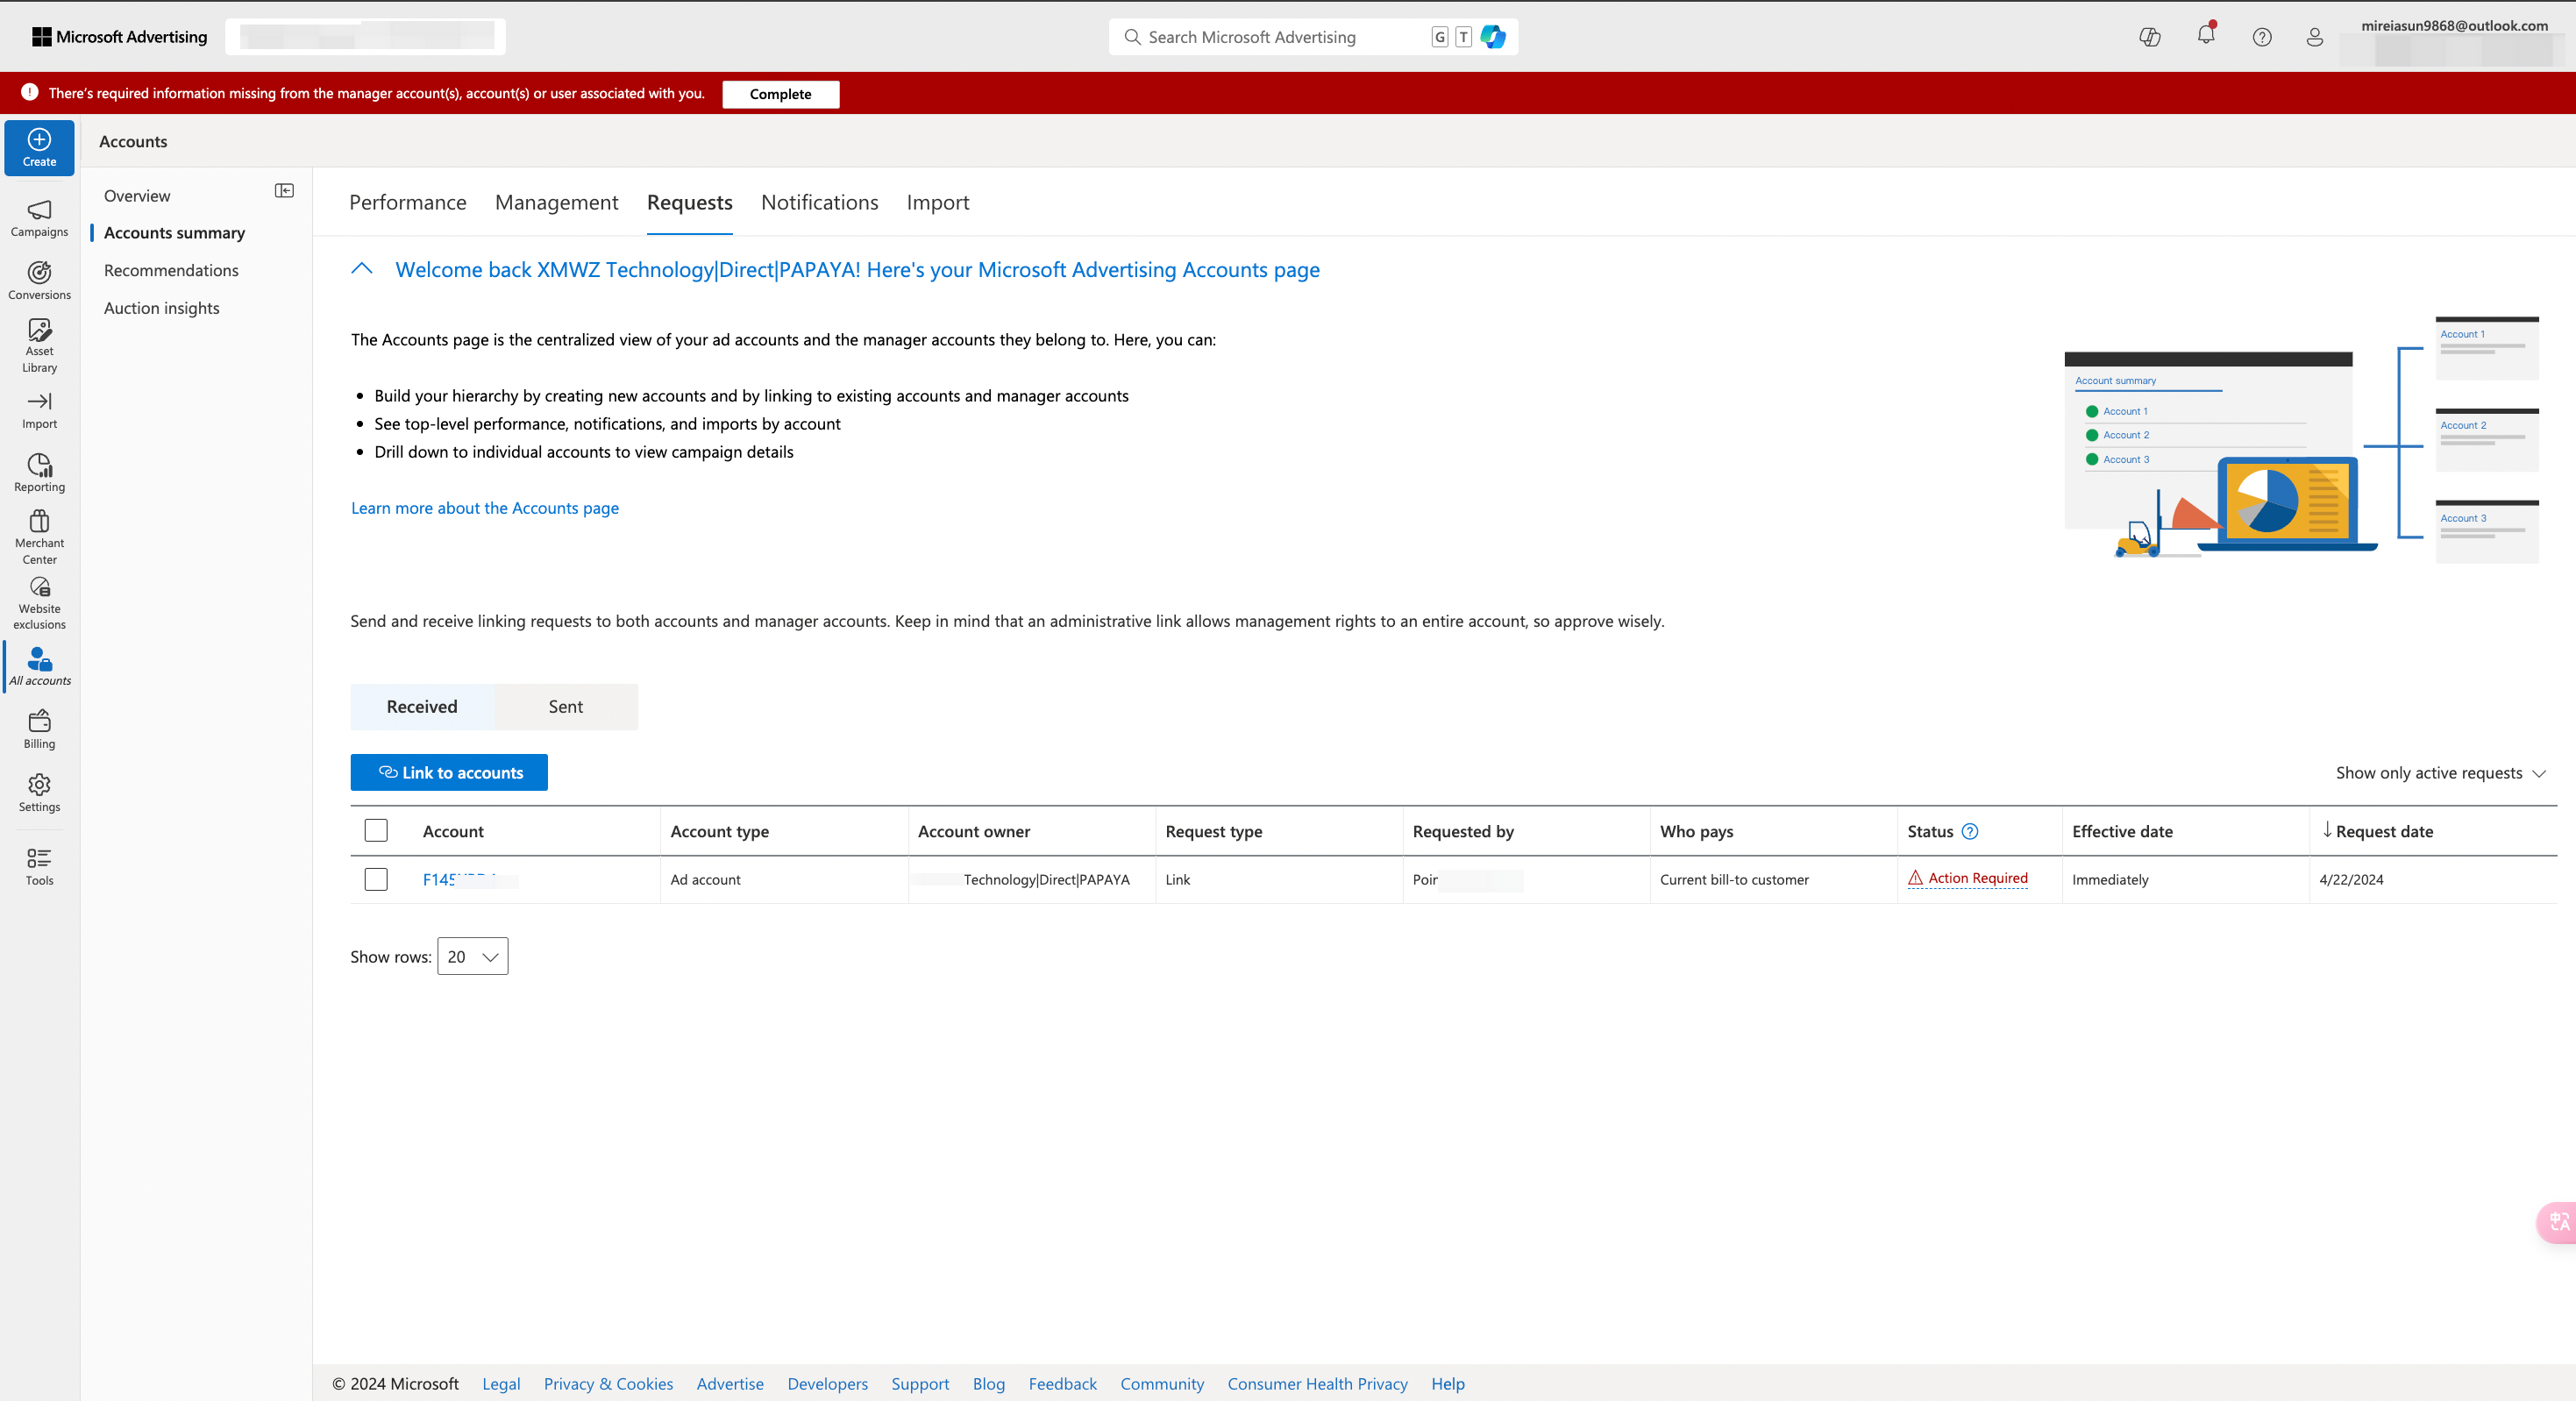 Microsoft Advertising
Search Microsoft Advertising
G T
mireiasun9868@outlook.com
There's required information missing from the manager account(s), account(s) or user associated with you.
Complete
Create
Campaigns
Conversions
Asset
Library
Import
Reporting
Merchant
Center
Website
exclusions
All accounts
Billing
Settings
Tools
Accounts
Overview
Accounts summary
Recommendations
Auction insights
Performance Management Requests Notifications Import
Welcome back XMWZ Technology|Direct|PAPAYA! Here's your Microsoft Advertising Accounts page
The Accounts page is the centralized view of your ad accounts and the manager accounts they belong to. Here, you can:
• Build your hierarchy by creating new accounts and by linking to existing accounts and manager accounts
• See top-level performance, notifications, and imports by account
• Drill down to individual accounts to view campaign details
Learn more about the Accounts page
Account summary
Account 1
Account 2
Account 3
Account 1
Account 2
Account 3
Send and receive linking requests to both accounts and manager accounts. Keep in mind that an administrative link allows management rights to an entire account, so approve wisely.
Received Sent
Link to accounts
Show only active requests
Account Account type Account owner Request type Requested by Who pays Status ? Effective date ↓ Request date
Ad account Technology|Direct|PAPAYA Link Current bill-to customer Action Required Immediately 4/22/2024
Show rows: 20
中A
© 2024 Microsoft Legal Privacy & Cookies Advertise Developers Support Blog Feedback Community Consumer Health Privacy Help